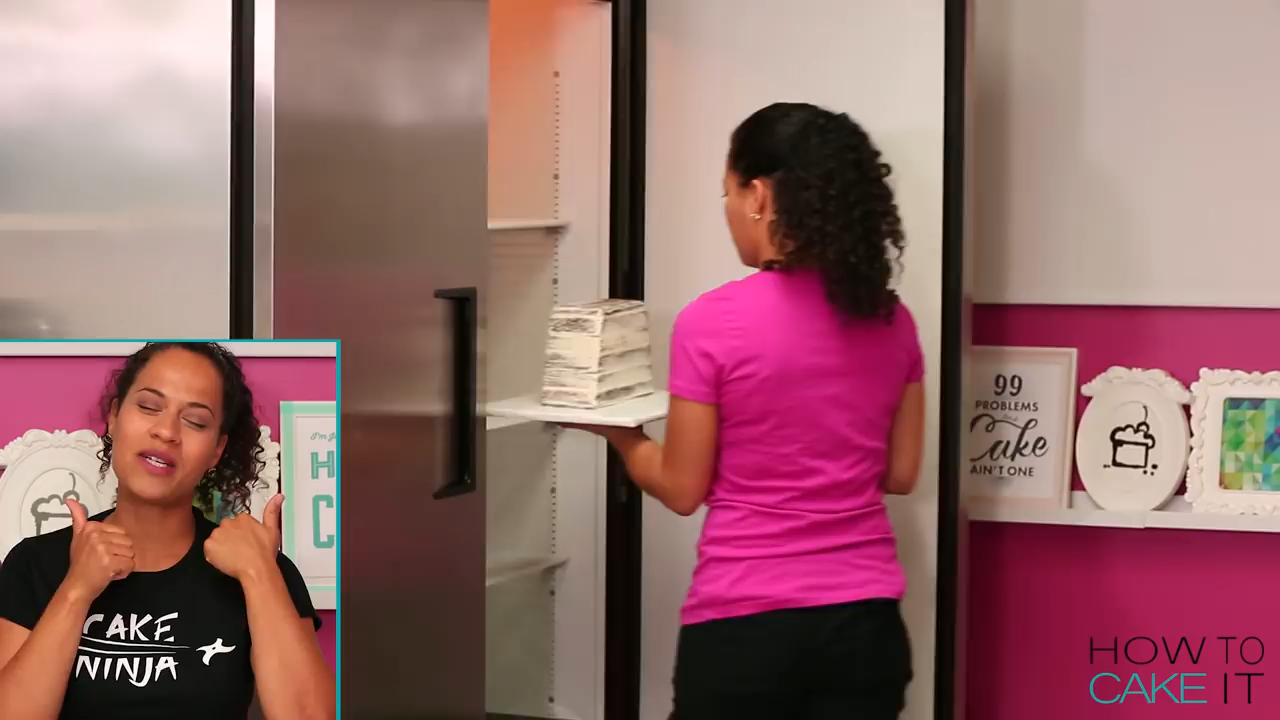 99
PROBLEMS
Cake
AIN'T ONE
H
C
CAKE
NINJA
HOW TO
CAKE IT